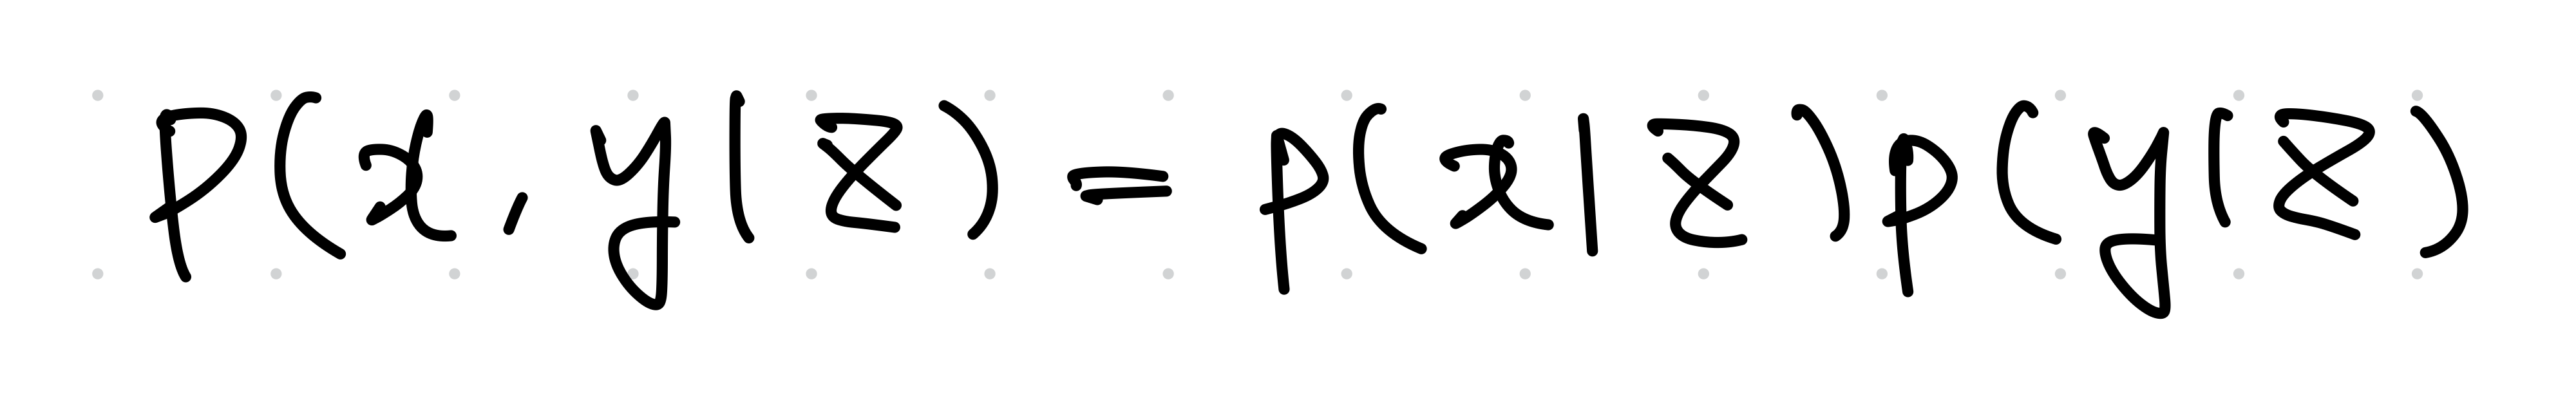 p(x, y|z) = p(x|z)p(y|z)